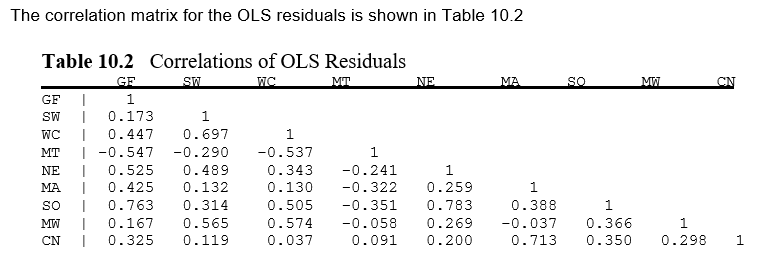 The correlation matrix for the OLS residuals is shown in Table 10.2
Table 10.2 Correlations of OLS Residuals
GF SW WC MT NE MA SO MW CN
GF | 1
SW | 0.173 1
WC | 0.447 0.697 1
MT | -0.547 -0.290 -0.537 1
NE | 0.525 0.489 0.343 -0.241 1
MA | 0.425 0.132 0.130 -0.322 0.259 1
SO | 0.763 0.314 0.505 -0.351 0.783 0.388 1
MW | 0.167 0.565 0.574 -0.058 0.269 -0.037 0.366 1
CN | 0.325 0.119 0.037 0.091 0.200 0.713 0.350 0.298 1